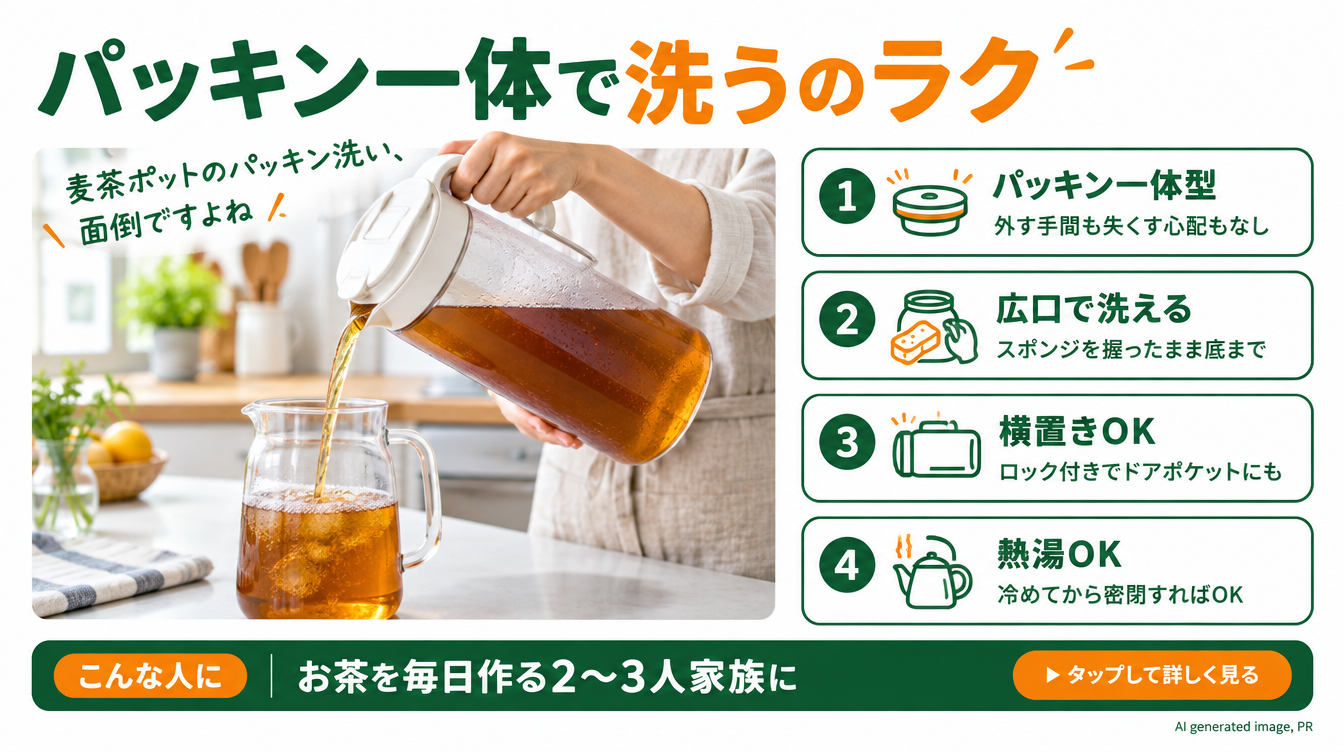 パッキン一体で洗うのラク
麦茶ポットのパッキン洗い、
面倒ですよね
1
パッキン一体型
外す手間も失くす心配もなし
2
広口で洗える
スポンジを握ったまま底まで
3
横置きOK
ロック付きでドアポケットにも
4
熱湯OK
冷めてから密閉すればOK
こんな人に
お茶を毎日作る2〜3人家族に
▶ タップして詳しく見る
AI generated image, PR